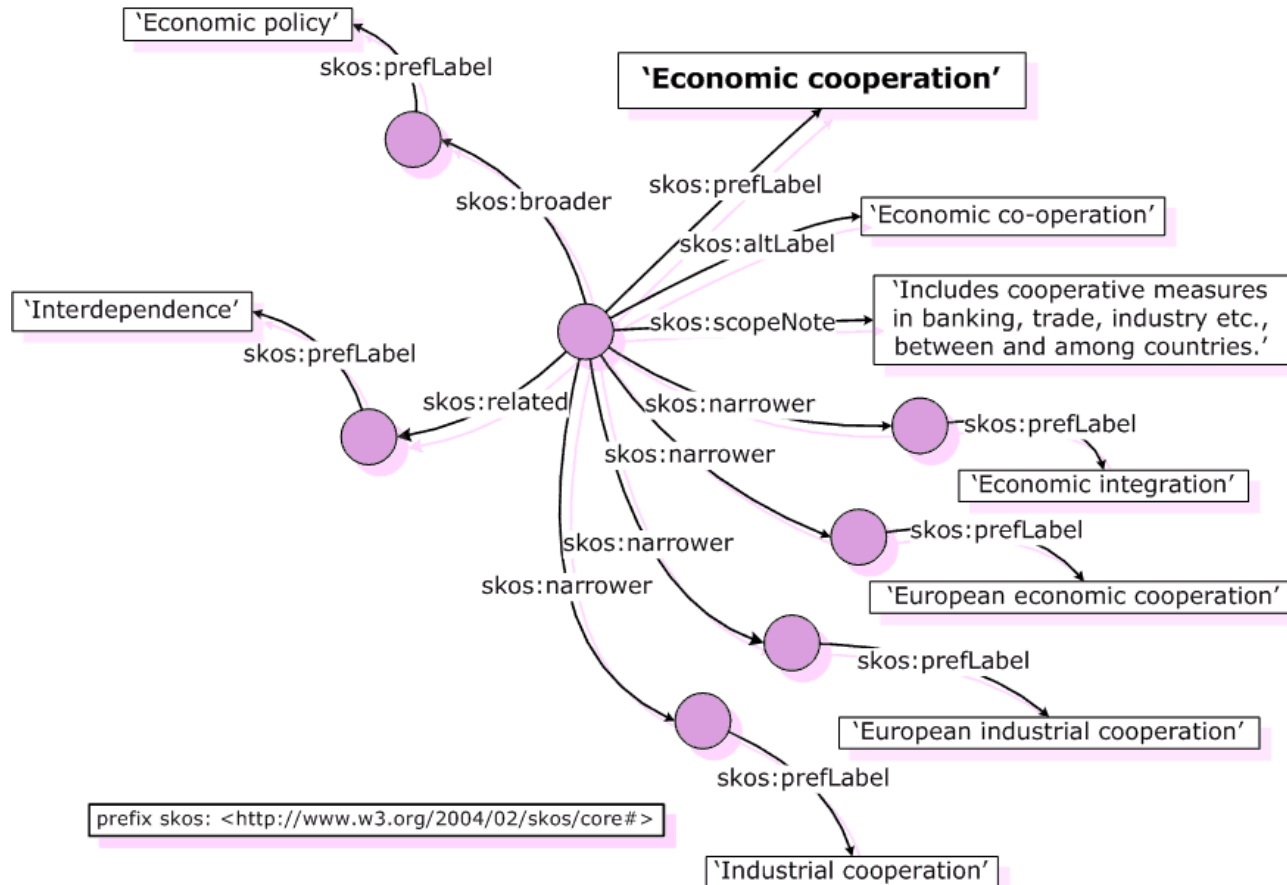 ‘Economic policy’
skos:prefLabel
‘Economic cooperation’
skos:prefLabel
skos:broader
‘Economic co-operation’
skos:altLabel
‘Interdependence’
skos:prefLabel
skos:scopeNote
‘Includes cooperative measures
in banking, trade, industry etc.,
between and among countries.’
skos:related
skos:narrower
skos:prefLabel
‘Economic integration’
skos:narrower
skos:prefLabel
‘European economic cooperation’
skos:narrower
skos:prefLabel
‘European industrial cooperation’
skos:narrower
skos:prefLabel
‘Industrial cooperation’
prefix skos: <http://www.w3.org/2004/02/skos/core#>